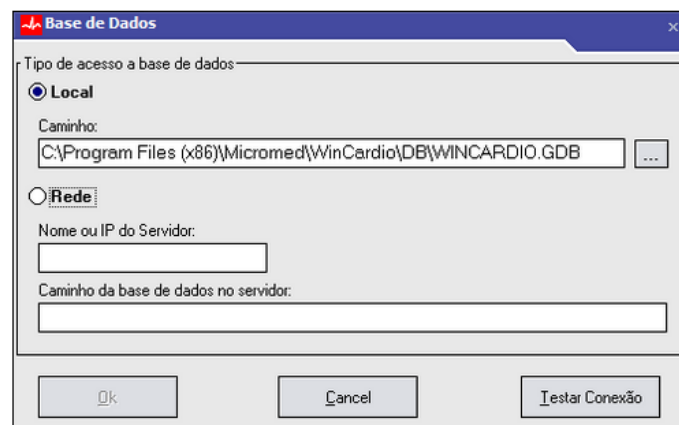 Base de Dados
Tipo de acesso a base de dados
Local
Caminho:
C:\Program Files (x86)\Micromed\WinCardio\DB\WINCARDIO.GDB
...
Rede
Nome ou IP do Servidor:
Caminho da base de dados no servidor:
Ok Cancel Testar Conexão